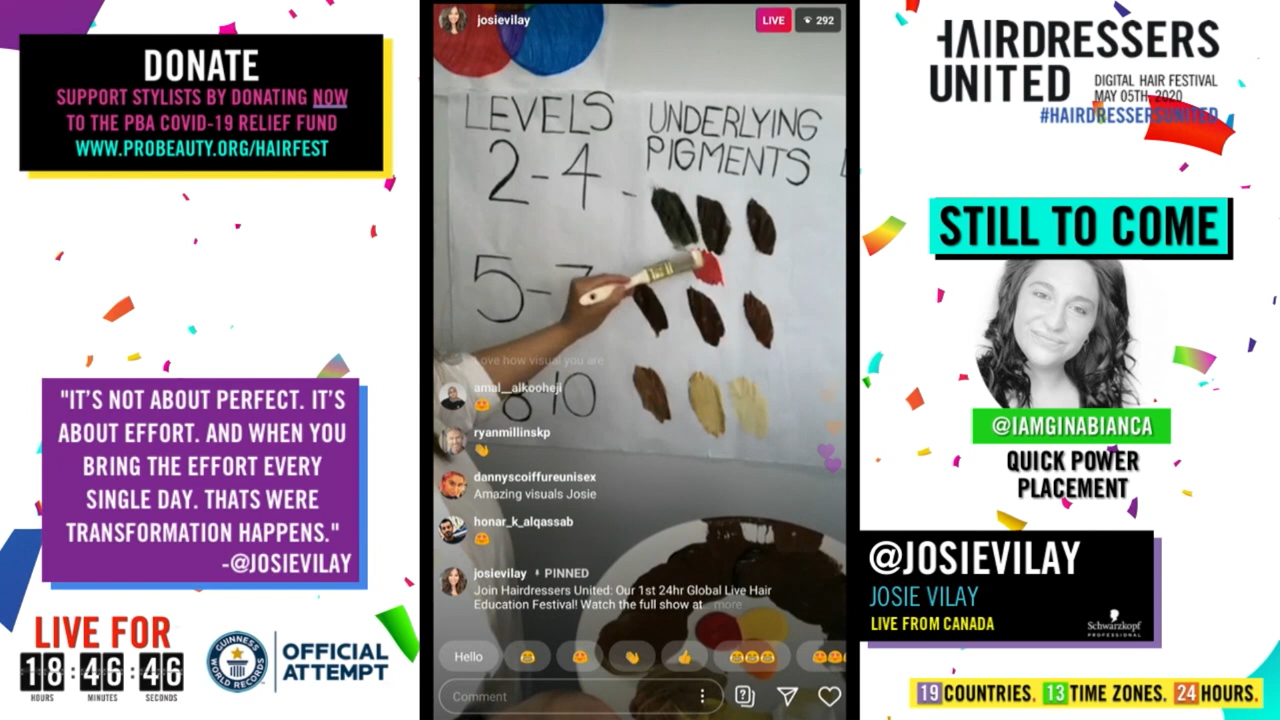 DONATE
SUPPORT STYLISTS BY DONATING NOW
TO THE PBA COVID-19 RELIEF FUND
WWW.PROBEAUTY.ORG/HAIRFEST
"IT'S NOT ABOUT PERFECT. IT'S
ABOUT EFFORT. AND WHEN YOU
BRING THE EFFORT EVERY
SINGLE DAY. THATS WERE
TRANSFORMATION HAPPENS."
-@JOSIEVILAY
LIVE FOR
18:46:46
HOURS MINUTES SECONDS
GUINNESS
WORLD RECORDS
OFFICIAL
ATTEMPT
josievilay
LIVE 292
LEVELS
UNDERLYING
PIGMENTS
2-4 -
5-7
8-10
Love how visual you are
amal__alkooheji
😍
ryanmillinskp
👏
dannyscoiffureunisex
Amazing visuals Josie
honar_k_alqassab
😍
josievilay PINNED
Join Hairdressers United: Our 1st 24hr Global Live Hair
Education Festival! Watch the full show at more
Hello 😂 😍 👏 👍 😂😂😂 😍😍
Comment
HAIRDRESSERS
UNITED
DIGITAL HAIR FESTIVAL
MAY 05TH, 2020
#HAIRDRESSERSUNITED
STILL TO COME
@IAMGINABIANCA
QUICK POWER
PLACEMENT
@JOSIEVILAY
JOSIE VILAY
LIVE FROM CANADA
Schwarzkopf
PROFESSIONAL
19 COUNTRIES. 13 TIME ZONES. 24 HOURS.